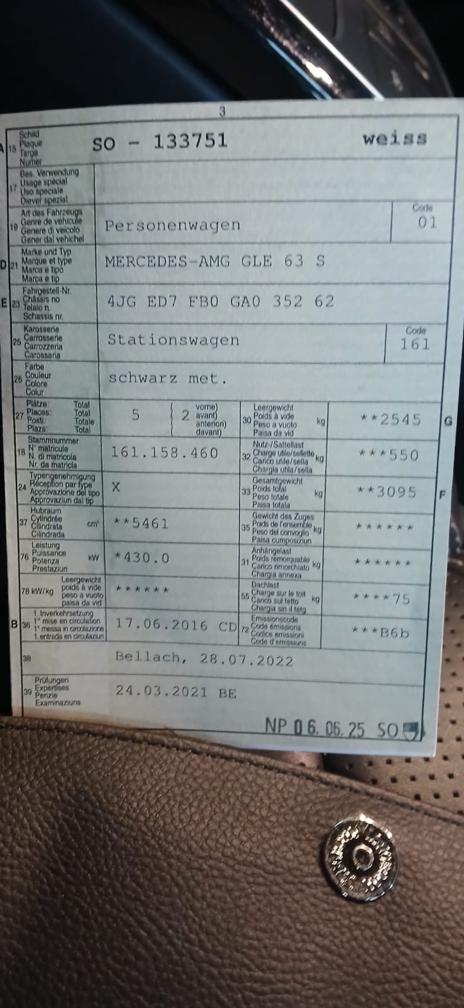 3
A 15 Schild Plaque Targa Numer SO - 133751 weiss
17 Bes. Verwendung Usage spécial Uso speciale Diever spezial
19 Art des Fahrzeugs Genre de véhicule Genere di veicolo Gener dal vehichel Personenwagen Code 01
D 21 Marke und Typ Marque et type Marca e tipo Marca e tip MERCEDES-AMG GLE 63 S
E 23 Fahrgestell-Nr. Châssis no Telaio n. Schassis nr. 4JG ED7 FB0 GA0 352 62
25 Karosserie Carrosserie Carrozzeria Carossaria Stationswagen Code 161
26 Farbe Couleur Colore Colur schwarz met.
27 Plätze: Total Places: Total Posti: Totale Plazs: Total 5 2 vorne) avant) anteriori) davant) 30 Leergewicht Poids à vide Peso a vuoto Paisa da vid kg **2545 G
18 Stammnummer N° matricule N. di matricola Nr. da matricla 161.158.460 32 Nutz-/Sattellast Charge utile/sellette Carico utile/sella Chargia utila/sella kg ***550
24 Typengenehmigung Réception par type Approvazione del tipo Approvaziun dal tip X 33 Gesamtgewicht Poids total Peso totale Paisa totala kg **3095 F
37 Hubraum Cylindrée Cilindrata Cilindrada cm³ **5461 35 Gewicht des Zuges Poids de l'ensemble Peso del convoglio Paisa cumposiziun kg ******
76 Leistung Puissance Potenza Prestaziun kW *430.0 31 Anhängelast Poids remorquable Carico rimorchiato Chargia annexa kg ******
78 kW/kg Leergewicht poids à vide peso a vuoto paisa da vid ****** 55 Dachlast Charge sur le toit Carico sul tetto Chargia sin il tetg kg ****75
B 36 1. Inverkehrsetzung 1re mise en circulation 1a messa in circolazione 1. entrada en circulaziun 17.06.2016 CD 72 Emissionscode Code émissions Codice emissioni Code d'emissiuns ***B6b
38 Bellach, 28.07.2022
39 Prüfungen Expertises Perizie Examinaziuns 24.03.2021 BE
NP 06.06.25 SO